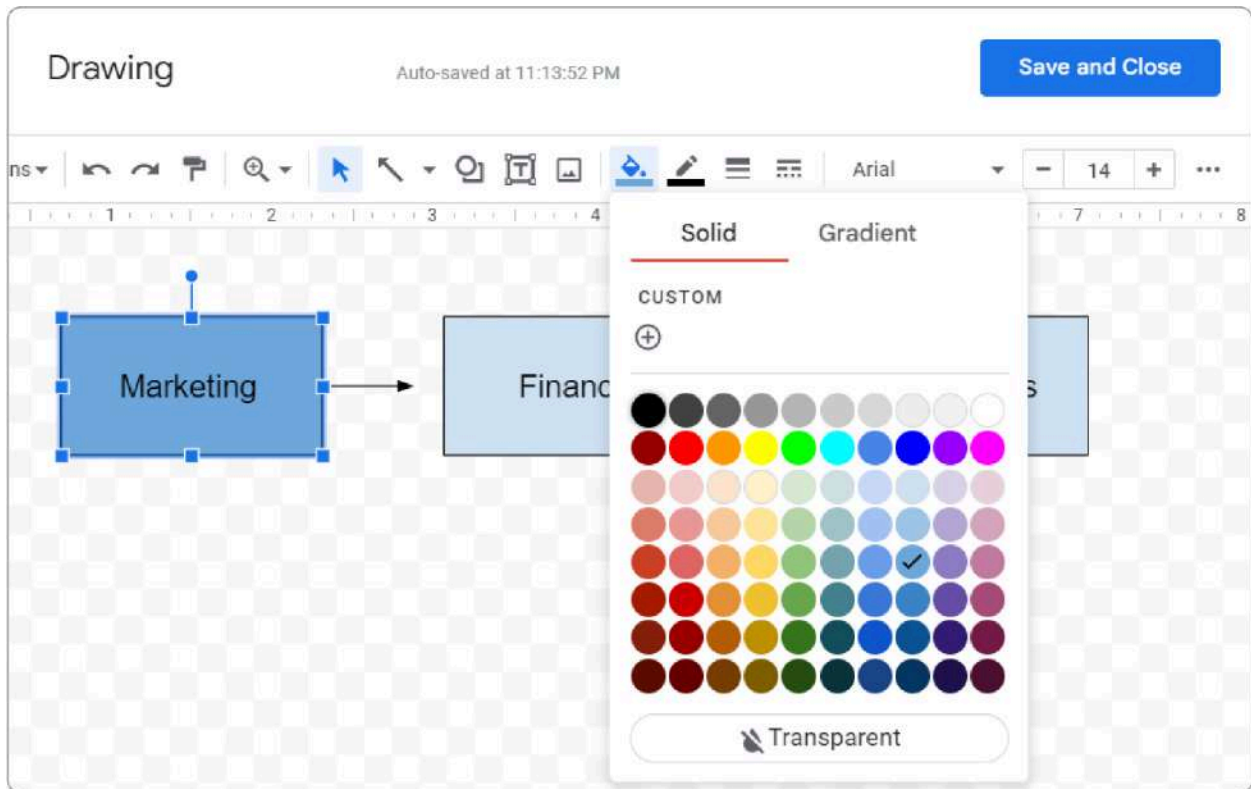 Drawing
Auto-saved at 11:13:52 PM
Save and Close
ns
Arial
− 14 +
1 2 3 4 7 8
Solid Gradient
CUSTOM
Marketing
Financ
s
Transparent